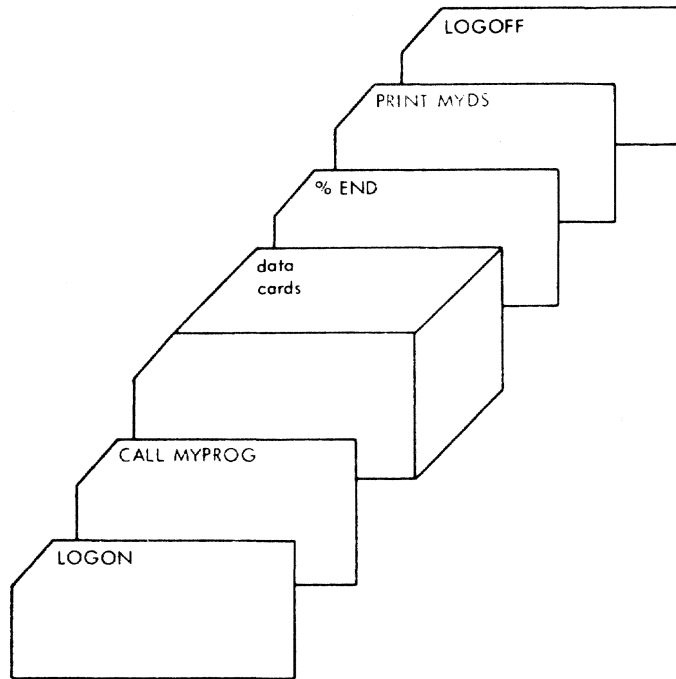 LOGOFF
PRINT MYDS
% END
data
cards
CALL MYPROG
LOGON